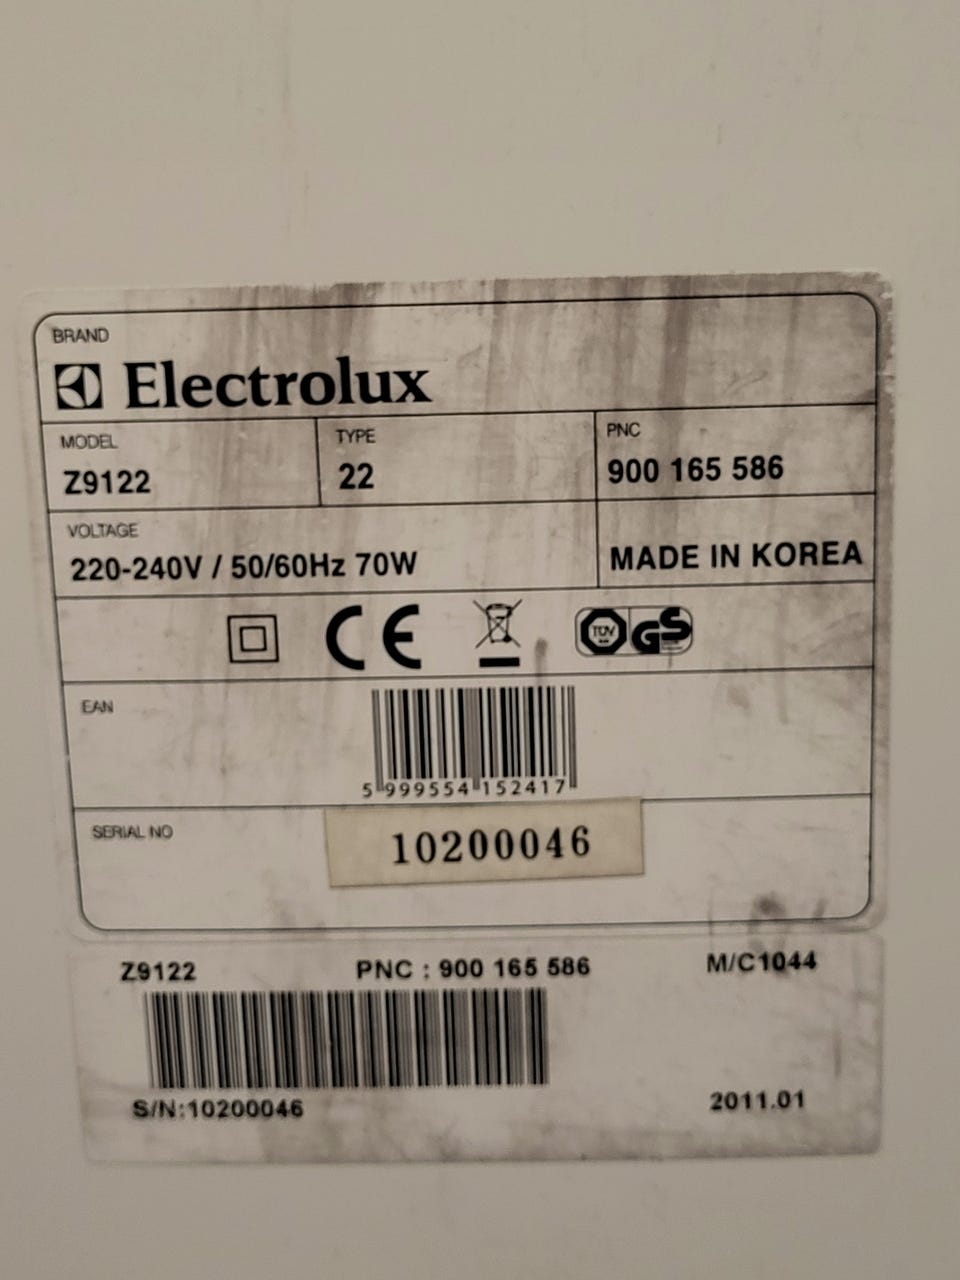 BRAND
Electrolux
MODEL TYPE PNC
Z9122 22 900 165 586
VOLTAGE
220-240V / 50/60Hz 70W MADE IN KOREA
CE TÜV GS
EAN
5 999554 152417
SERIAL NO
10200046
Z9122 PNC : 900 165 586 M/C1044
S/N:10200046 2011.01